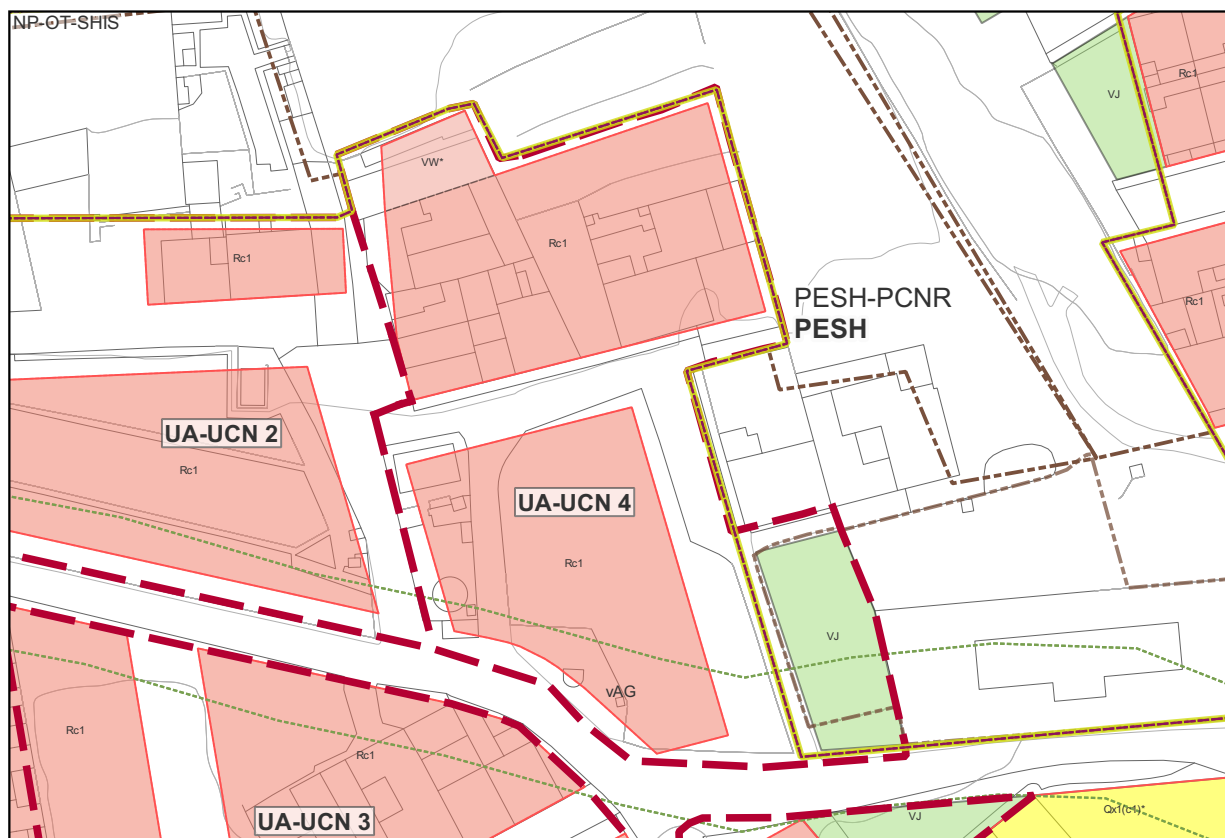 NP-OT-SHIS
Rc1
VJ
VW*
Rc1
Rc1
Rc1
PESH-PCNR
PESH
UA-UCN 2
Rc1
UA-UCN 4
Rc1
VJ
vAG
Rc1
Rc1
UA-UCN 3
VJ
Qx1(c1)*